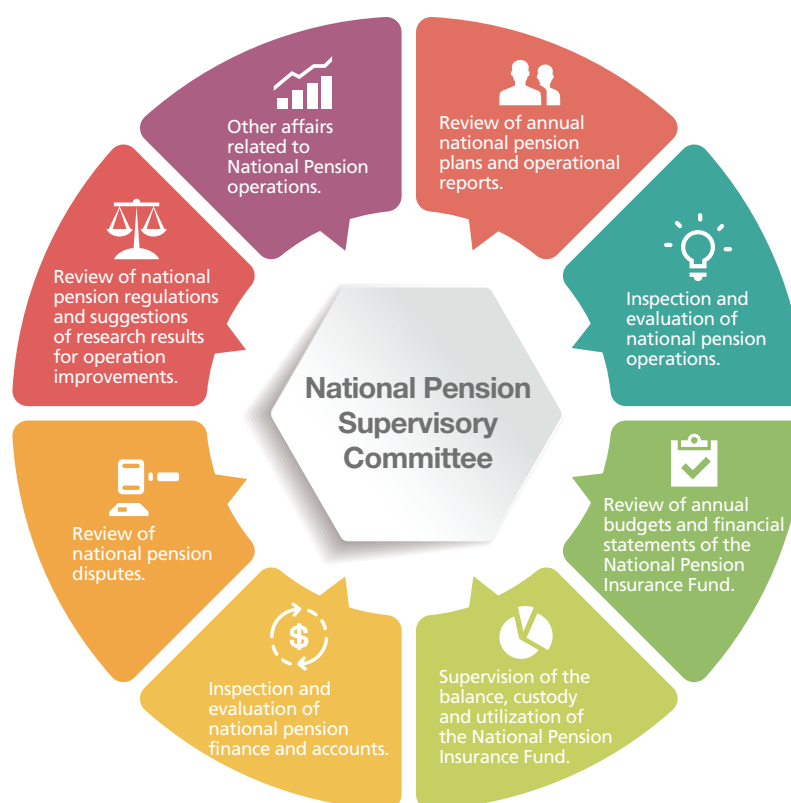 National Pension
Supervisory
Committee
Review of annual
national pension
plans and operational
reports.
Inspection and
evaluation of
national pension
operations.
Review of annual
budgets and financial
statements of the
National Pension
Insurance Fund.
Supervision of the
balance, custody
and utilization of
the National Pension
Insurance Fund.
Inspection and
evaluation of
national pension
finance and accounts.
Review of
national pension
disputes.
Review of national
pension regulations
and suggestions
of research results
for operation
improvements.
Other affairs
related to
National Pension
operations.
$